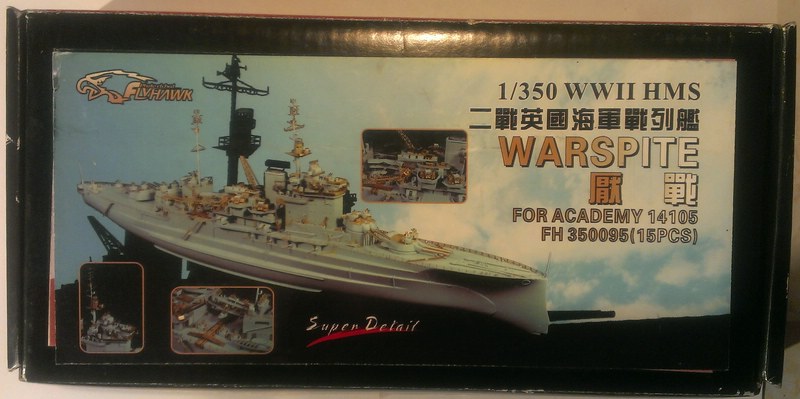 FLYHAWK
1/350 WWII HMS
二戰英國海軍戰列艦
WARSPITE
厭 戰
FOR ACADEMY 14105
FH 350095(15PCS)
Super Detail